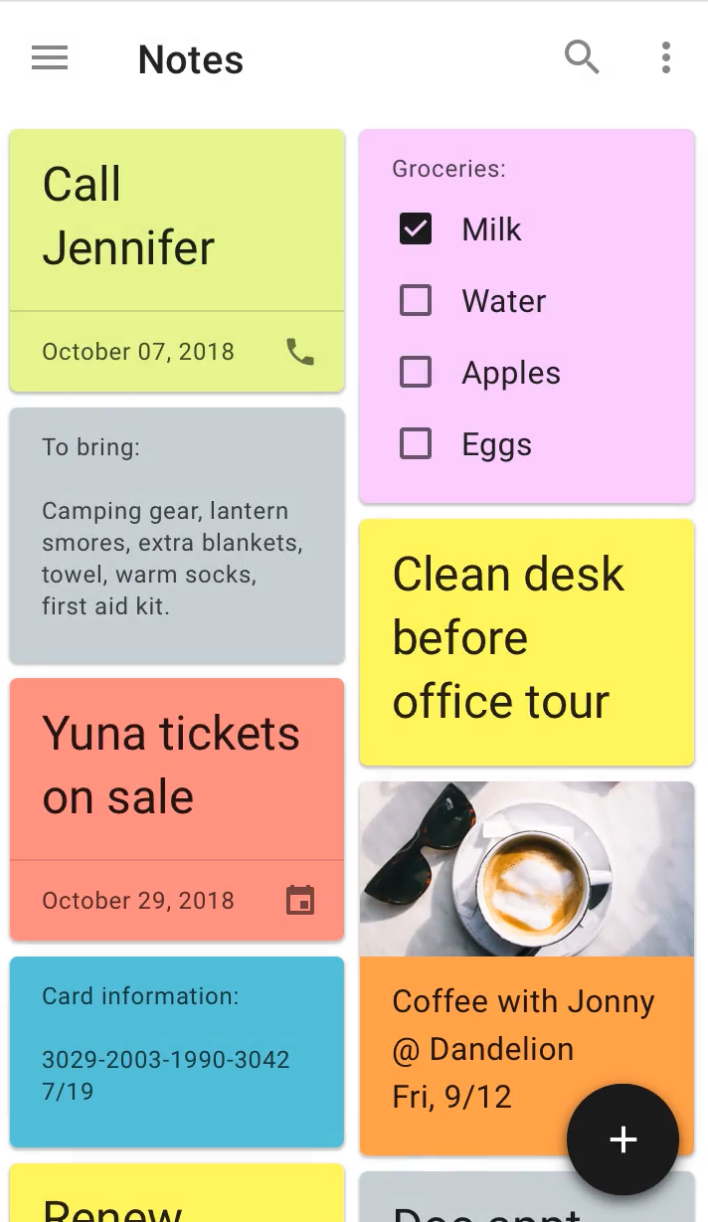 Notes
Call
Jennifer
October 07, 2018
To bring:
Camping gear, lantern
smores, extra blankets,
towel, warm socks,
first aid kit.
Yuna tickets
on sale
October 29, 2018
Card information:
3029-2003-1990-3042
7/19
Renew
Groceries:
Milk
Water
Apples
Eggs
Clean desk
before
office tour
Coffee with Jonny
@ Dandelion
Fri, 9/12